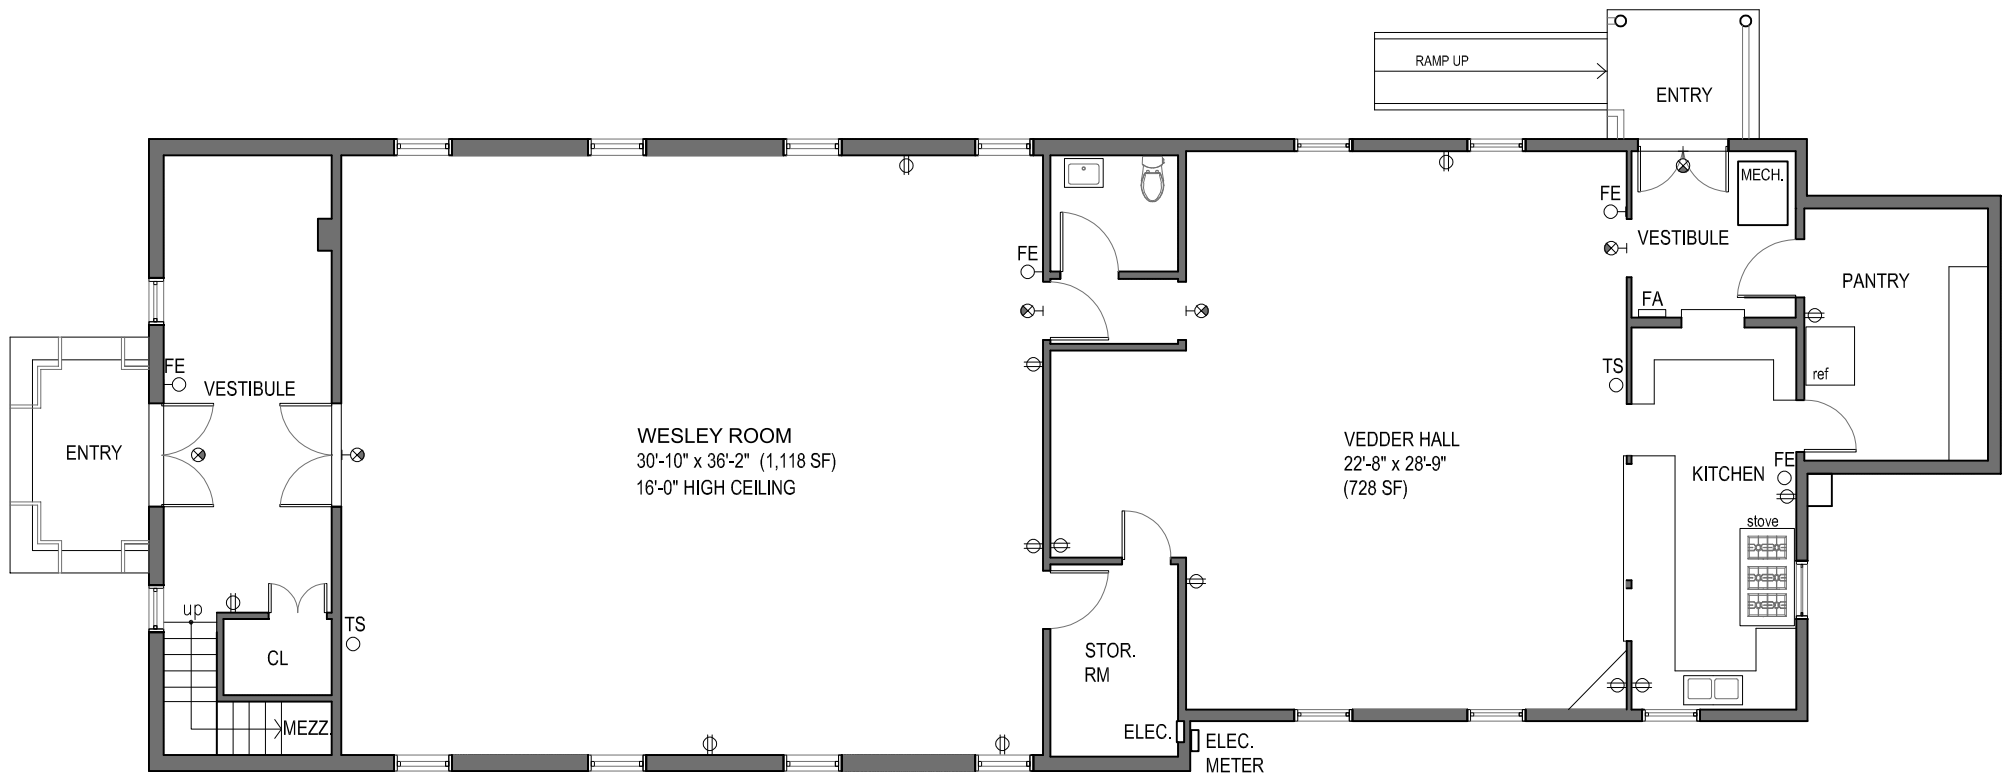 RAMP UP
ENTRY
MECH.
FE
VESTIBULE
FE
PANTRY
FA
FE
VESTIBULE
TS
ref
ENTRY
WESLEY ROOM
30'-10" x 36'-2" (1,118 SF)
16'-0" HIGH CEILING
VEDDER HALL
22'-8" x 28'-9"
(728 SF)
KITCHEN
FE
stove
up
TS
CL
STOR.
RM
MEZZ.
ELEC.
ELEC.
METER